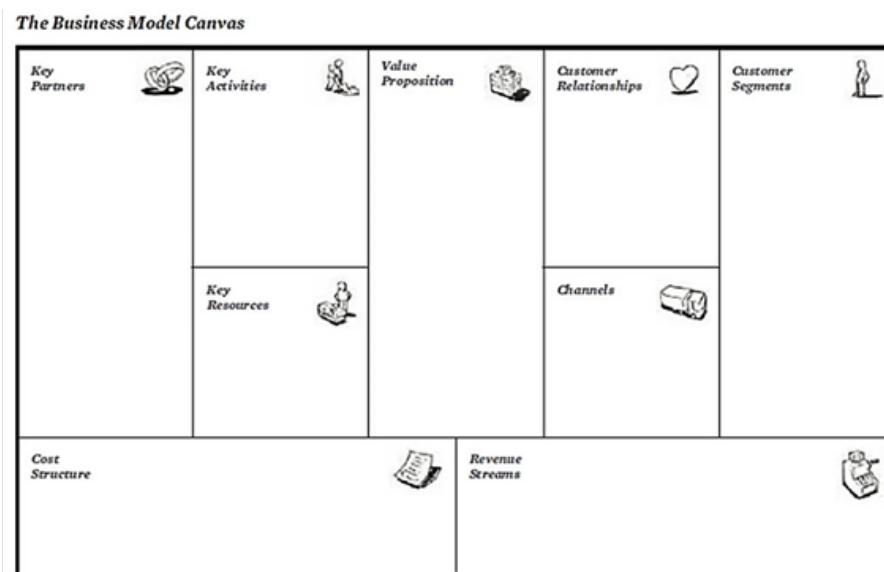 The Business Model Canvas
Key
Partners
Key
Activities
Value
Proposition
Customer
Relationships
Customer
Segments
Key
Resources
Channels
Cost
Structure
Revenue
Streams